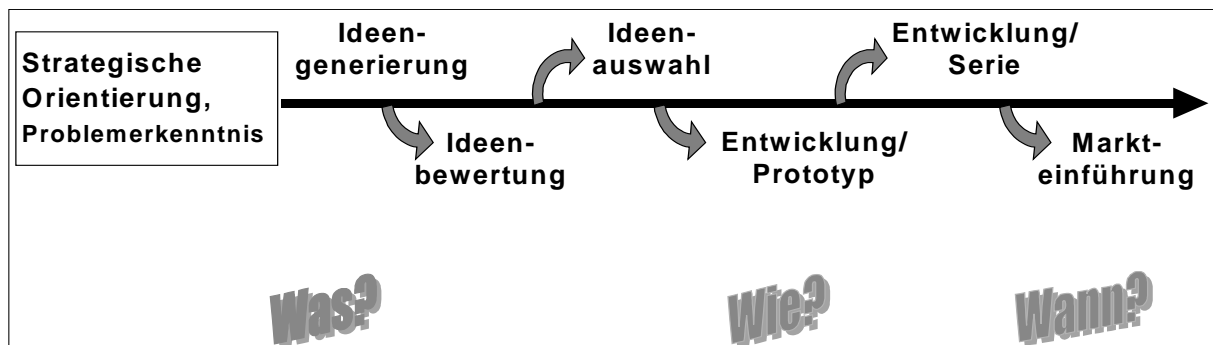 Strategische
Orientierung,
Problemerkenntnis
Ideen-
generierung
Ideen-
bewertung
Ideen-
auswahl
Entwicklung/
Prototyp
Entwicklung/
Serie
Markt-
einführung
Was?
Wie?
Wann?